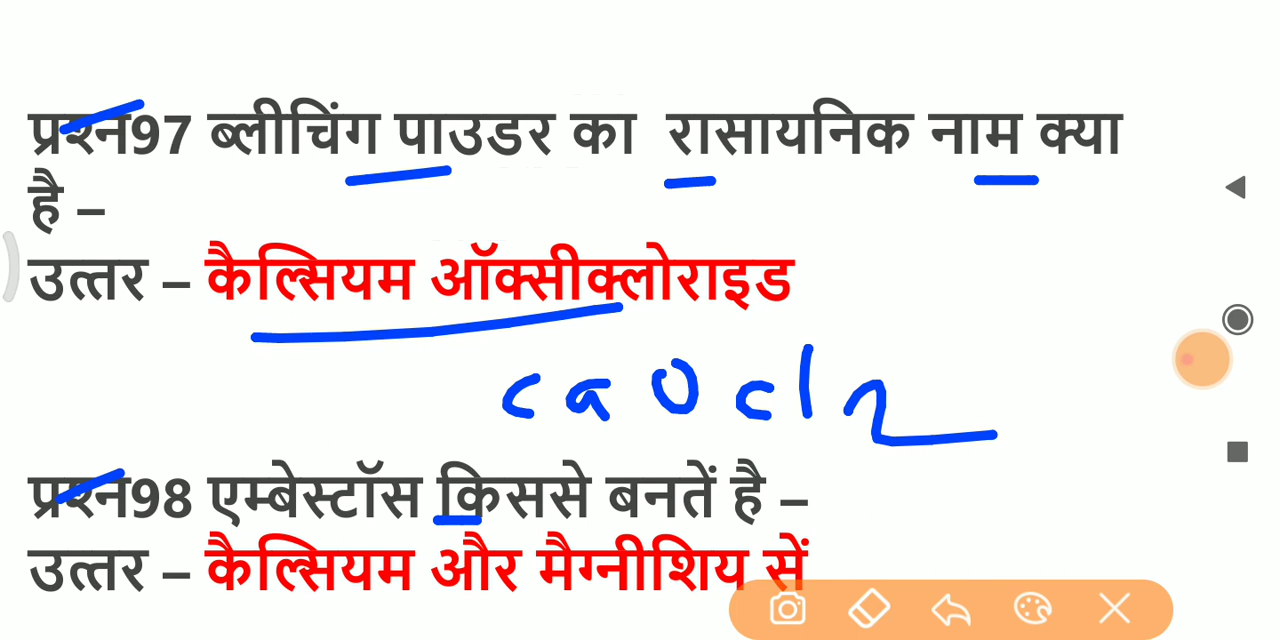 प्रश्न97 ब्लीचिंग पाउडर का रासायनिक नाम क्या
है –
उत्तर – कैल्सियम ऑक्सीक्लोराइड
caOcl2
प्रश्न98 एम्बेस्टॉस किससे बनतें है –
उत्तर – कैल्सियम और मैग्नीशिय सें